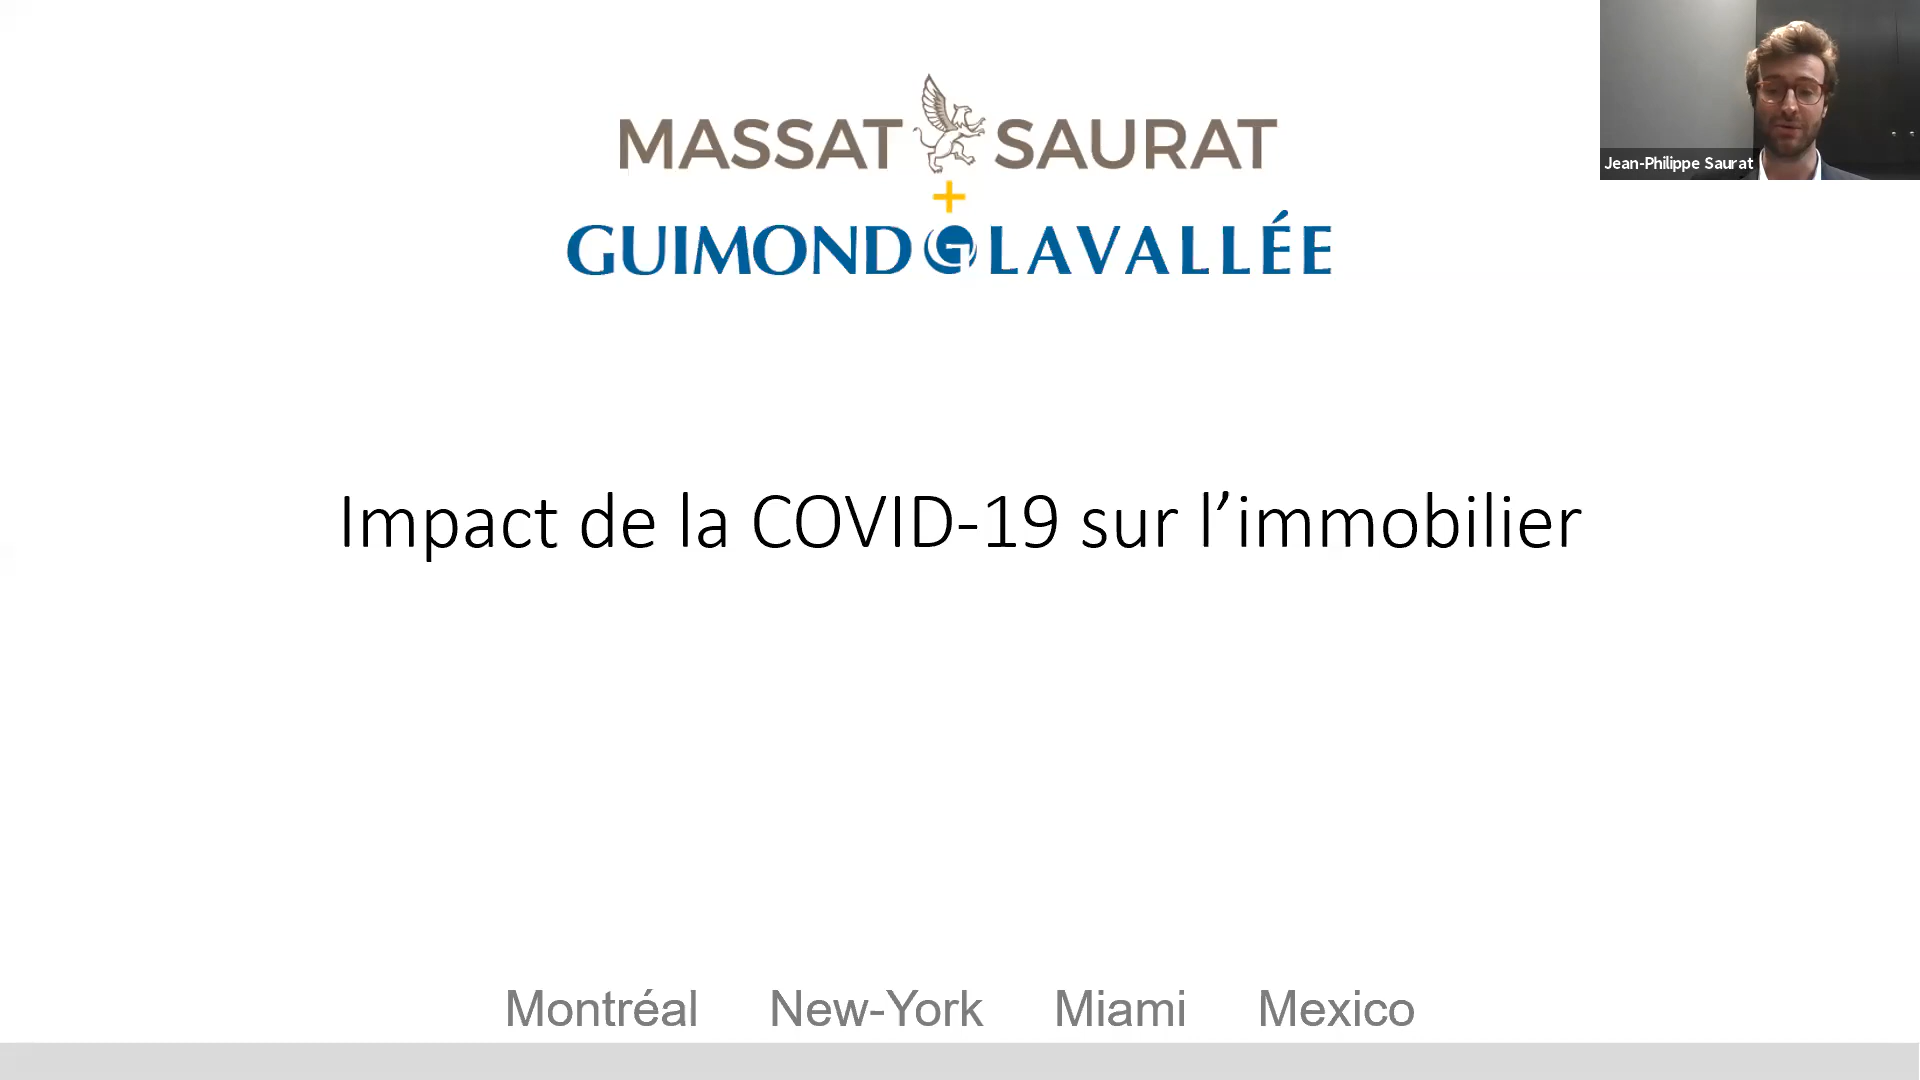 MASSAT SAURAT
+
GUIMOND G LAVALLÉE
Jean-Philippe Saurat
Impact de la COVID-19 sur l’immobilier
Montréal New-York Miami Mexico